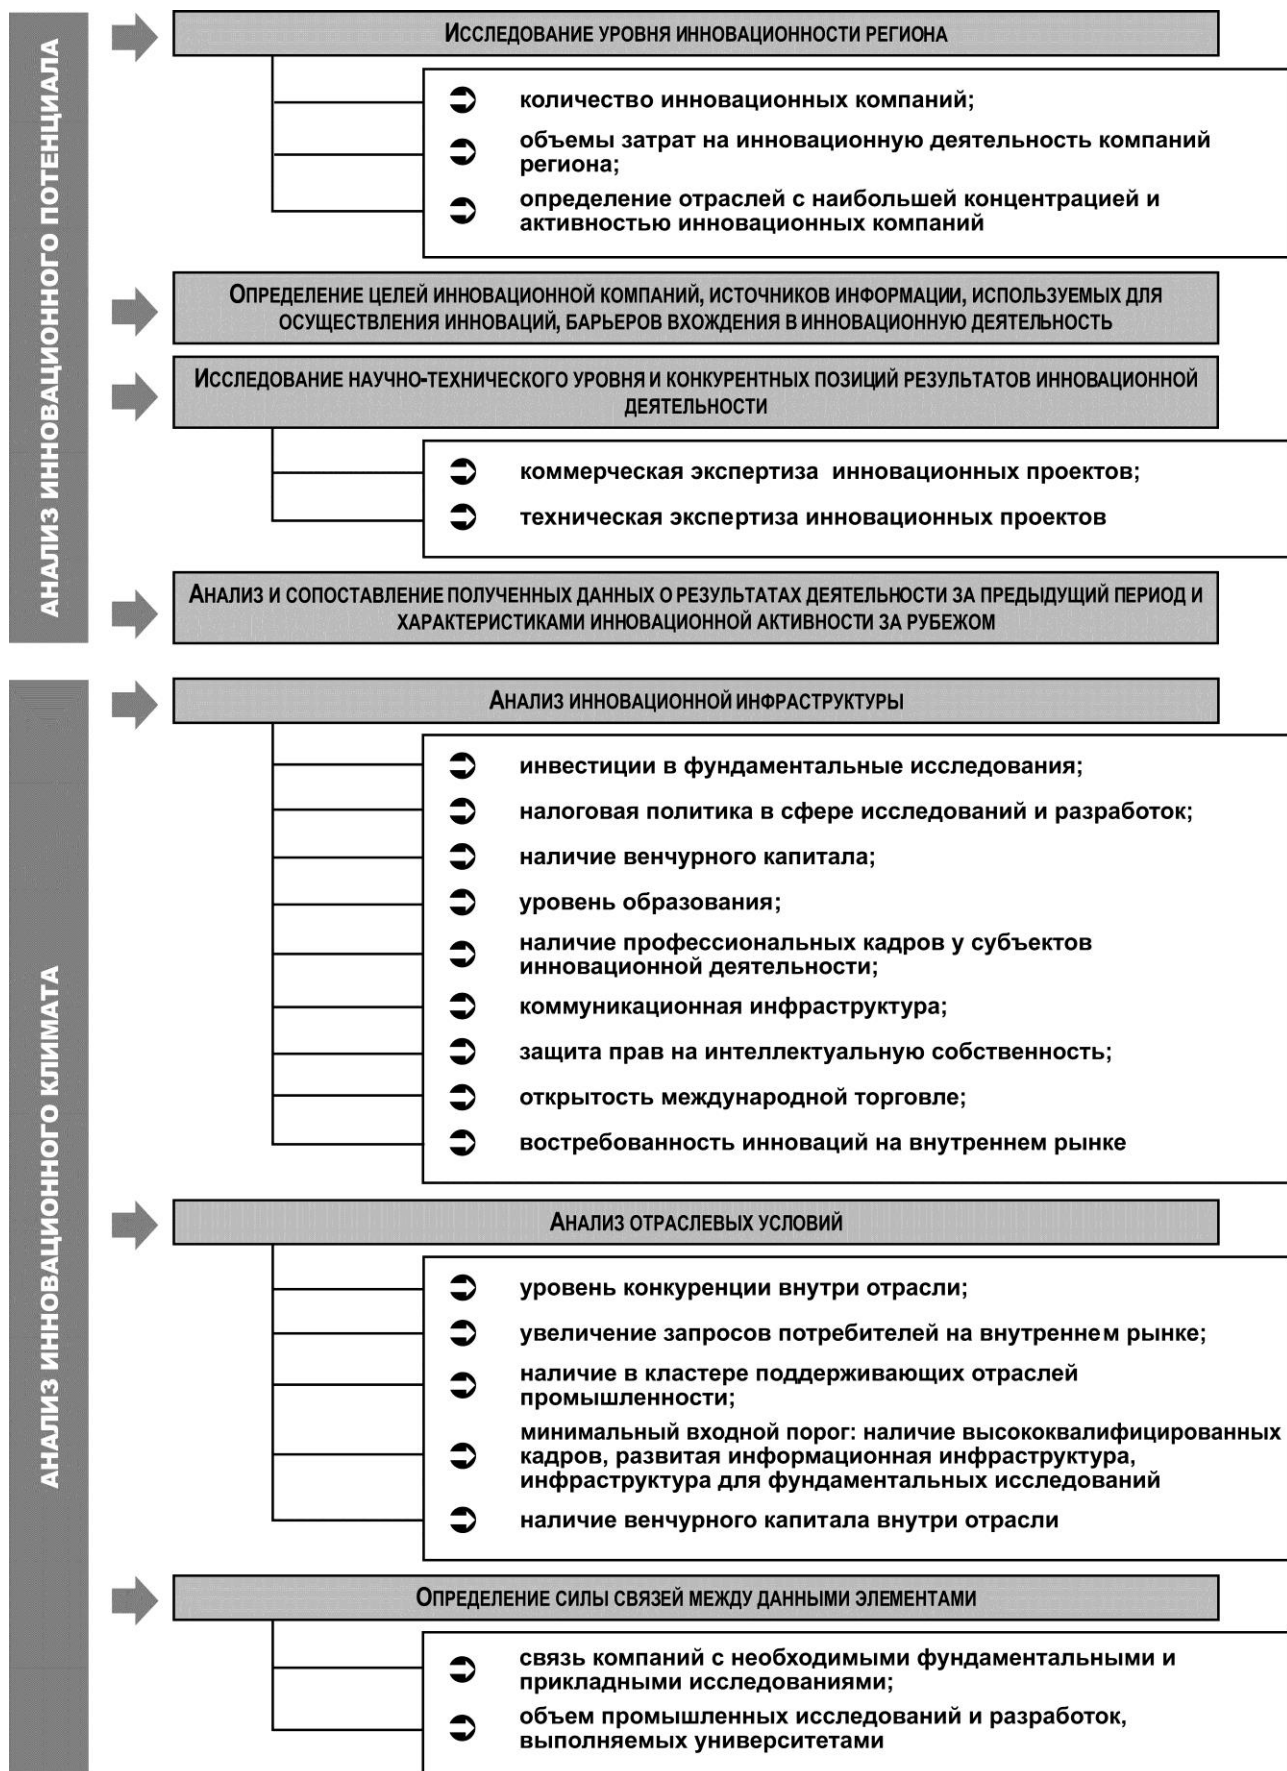 АНАЛИЗ ИННОВАЦИОННОГО ПОТЕНЦИАЛА
ИССЛЕДОВАНИЕ УРОВНЯ ИННОВАЦИОННОСТИ РЕГИОНА
количество инновационных компаний;
объемы затрат на инновационную деятельность компаний
региона;
определение отраслей с наибольшей концентрацией и
активностью инновационных компаний
ОПРЕДЕЛЕНИЕ ЦЕЛЕЙ ИННОВАЦИОННОЙ КОМПАНИЙ, ИСТОЧНИКОВ ИНФОРМАЦИИ, ИСПОЛЬЗУЕМЫХ ДЛЯ
ОСУЩЕСТВЛЕНИЯ ИННОВАЦИЙ, БАРЬЕРОВ ВХОЖДЕНИЯ В ИННОВАЦИОННУЮ ДЕЯТЕЛЬНОСТЬ
ИССЛЕДОВАНИЕ НАУЧНО-ТЕХНИЧЕСКОГО УРОВНЯ И КОНКУРЕНТНЫХ ПОЗИЦИЙ РЕЗУЛЬТАТОВ ИННОВАЦИОННОЙ
ДЕЯТЕЛЬНОСТИ
коммерческая экспертиза инновационных проектов;
техническая экспертиза инновационных проектов
АНАЛИЗ И СОПОСТАВЛЕНИЕ ПОЛУЧЕННЫХ ДАННЫХ О РЕЗУЛЬТАТАХ ДЕЯТЕЛЬНОСТИ ЗА ПРЕДЫДУЩИЙ ПЕРИОД И
ХАРАКТЕРИСТИКАМИ ИННОВАЦИОННОЙ АКТИВНОСТИ ЗА РУБЕЖОМ
АНАЛИЗ ИННОВАЦИОННОГО КЛИМАТА
АНАЛИЗ ИННОВАЦИОННОЙ ИНФРАСТРУКТУРЫ
инвестиции в фундаментальные исследования;
налоговая политика в сфере исследований и разработок;
наличие венчурного капитала;
уровень образования;
наличие профессиональных кадров у субъектов
инновационной деятельности;
коммуникационная инфраструктура;
защита прав на интеллектуальную собственность;
открытость международной торговле;
востребованность инноваций на внутреннем рынке
АНАЛИЗ ОТРАСЛЕВЫХ УСЛОВИЙ
уровень конкуренции внутри отрасли;
увеличение запросов потребителей на внутреннем рынке;
наличие в кластере поддерживающих отраслей
промышленности;
минимальный входной порог: наличие высококвалифицированных
кадров, развитая информационная инфраструктура,
инфраструктура для фундаментальных исследований
наличие венчурного капитала внутри отрасли
ОПРЕДЕЛЕНИЕ СИЛЫ СВЯЗЕЙ МЕЖДУ ДАННЫМИ ЭЛЕМЕНТАМИ
связь компаний с необходимыми фундаментальными и
прикладными исследованиями;
объем промышленных исследований и разработок,
выполняемых университетами